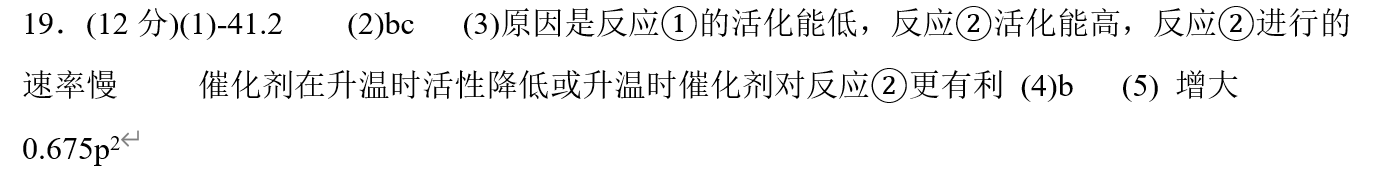 19．(12 分)(1)-41.2 (2)bc (3)原因是反应①的活化能低，反应②活化能高，反应②进行的
速率慢 催化剂在升温时活性降低或升温时催化剂对反应②更有利 (4)b (5) 增大
0.675p²↵